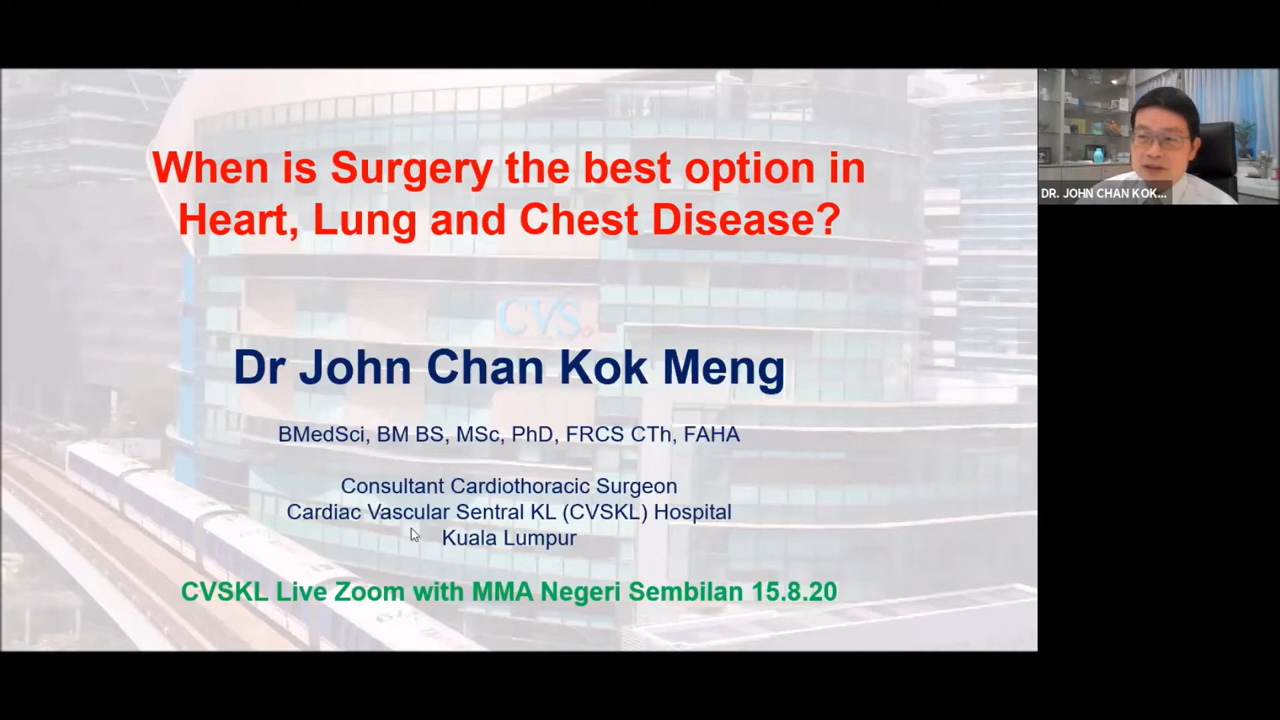 When is Surgery the best option in
Heart, Lung and Chest Disease?
CVS
Dr John Chan Kok Meng
BMedSci, BM BS, MSc, PhD, FRCS CTh, FAHA
Consultant Cardiothoracic Surgeon
Cardiac Vascular Sentral KL (CVSKL) Hospital
Kuala Lumpur
CVSKL Live Zoom with MMA Negeri Sembilan 15.8.20
DR. JOHN CHAN KOK...